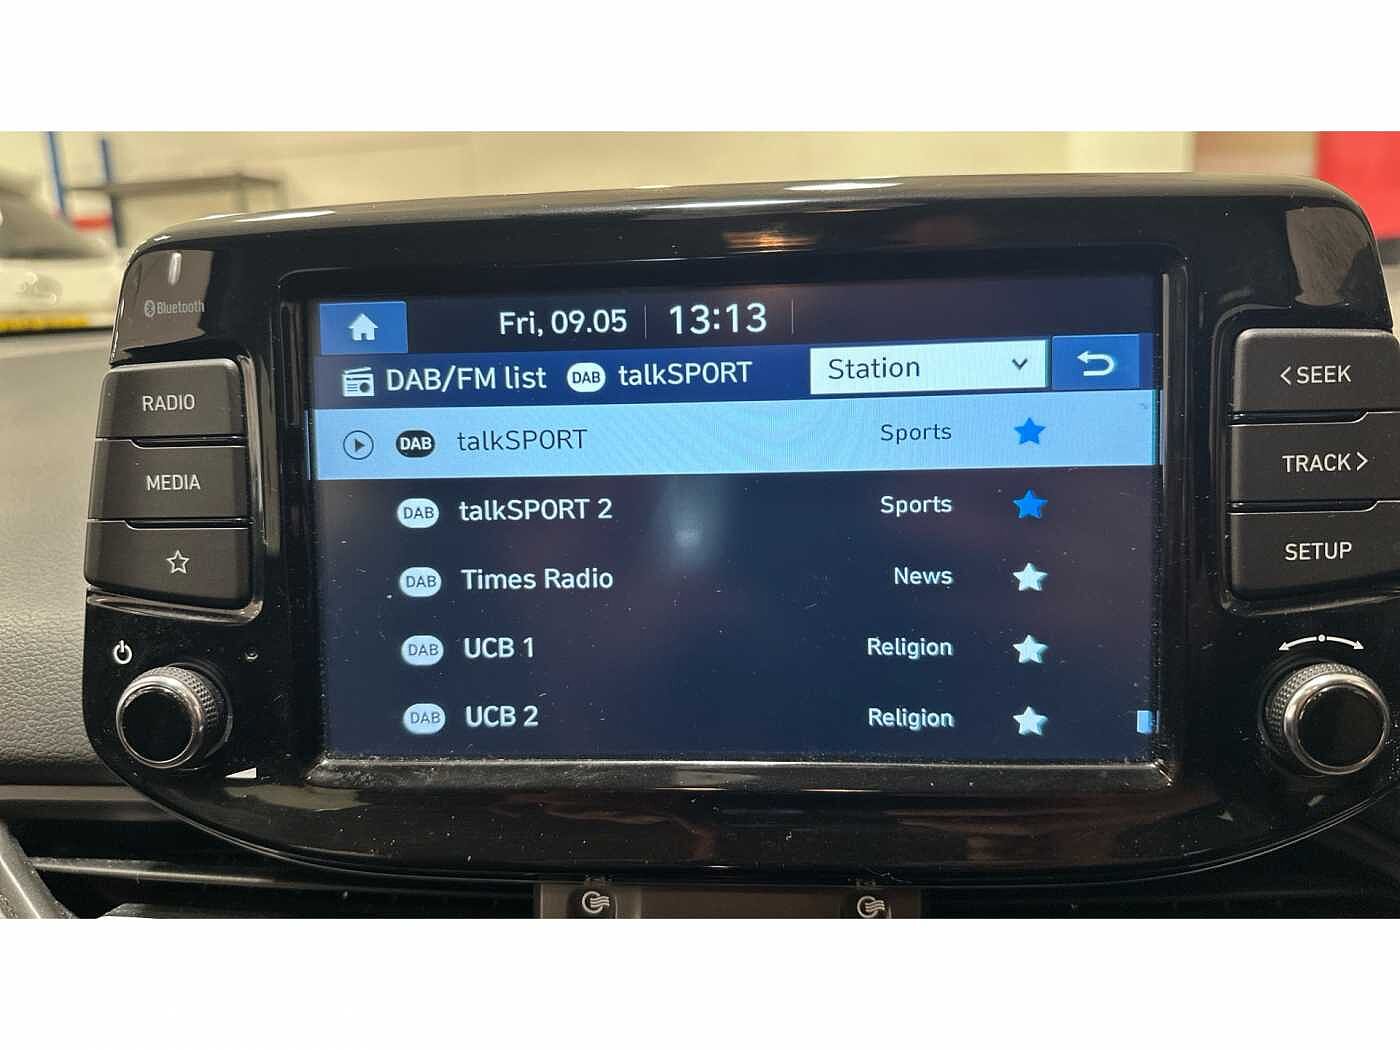 Bluetooth
Fri, 09.05 13:13
DAB/FM list DAB talkSPORT Station
RADIO
MEDIA
< SEEK
TRACK >
SETUP
DAB talkSPORT Sports
DAB talkSPORT 2 Sports
DAB Times Radio News
DAB UCB 1 Religion
DAB UCB 2 Religion